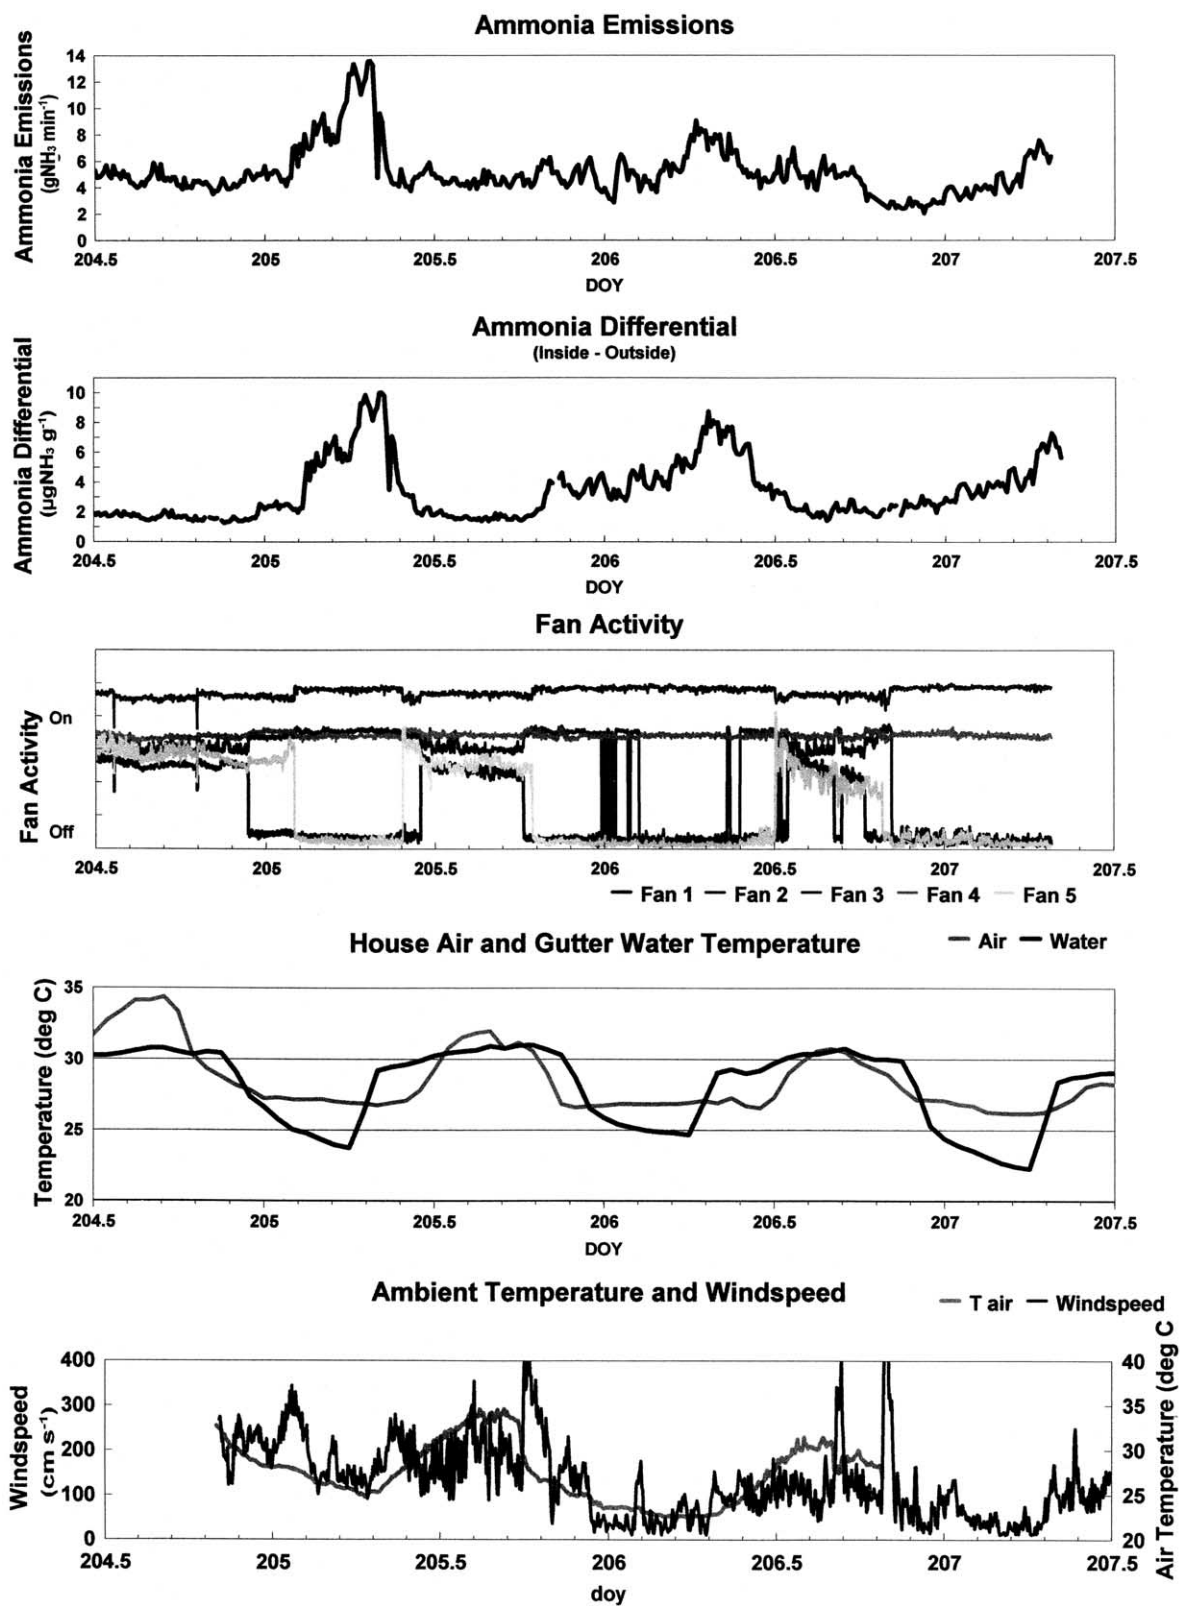 Ammonia Emissions
Ammonia Emissions
(gNH₃ min⁻¹)
14
12
10
8
6
4
2
0
204.5 205 205.5 206 206.5 207 207.5
DOY
Ammonia Differential
(Inside - Outside)
Ammonia Differential
(µgNH₃ g⁻¹)
10
8
6
4
2
0
204.5 205 205.5 206 206.5 207 207.5
DOY
Fan Activity
Fan Activity
On
Off
204.5 205 205.5 206 206.5 207 207.5
Fan 1 Fan 2 Fan 3 Fan 4 Fan 5
House Air and Gutter Water Temperature
Air Water
Temperature (deg C)
35
30
25
20
204.5 205 205.5 206 206.5 207 207.5
DOY
Ambient Temperature and Windspeed
T air Windspeed
Windspeed
(cm s⁻¹)
400
300
200
100
0
40
35
30
25
20
Air Temperature (deg C
204.5 205 205.5 206 206.5 207 207.5
doy